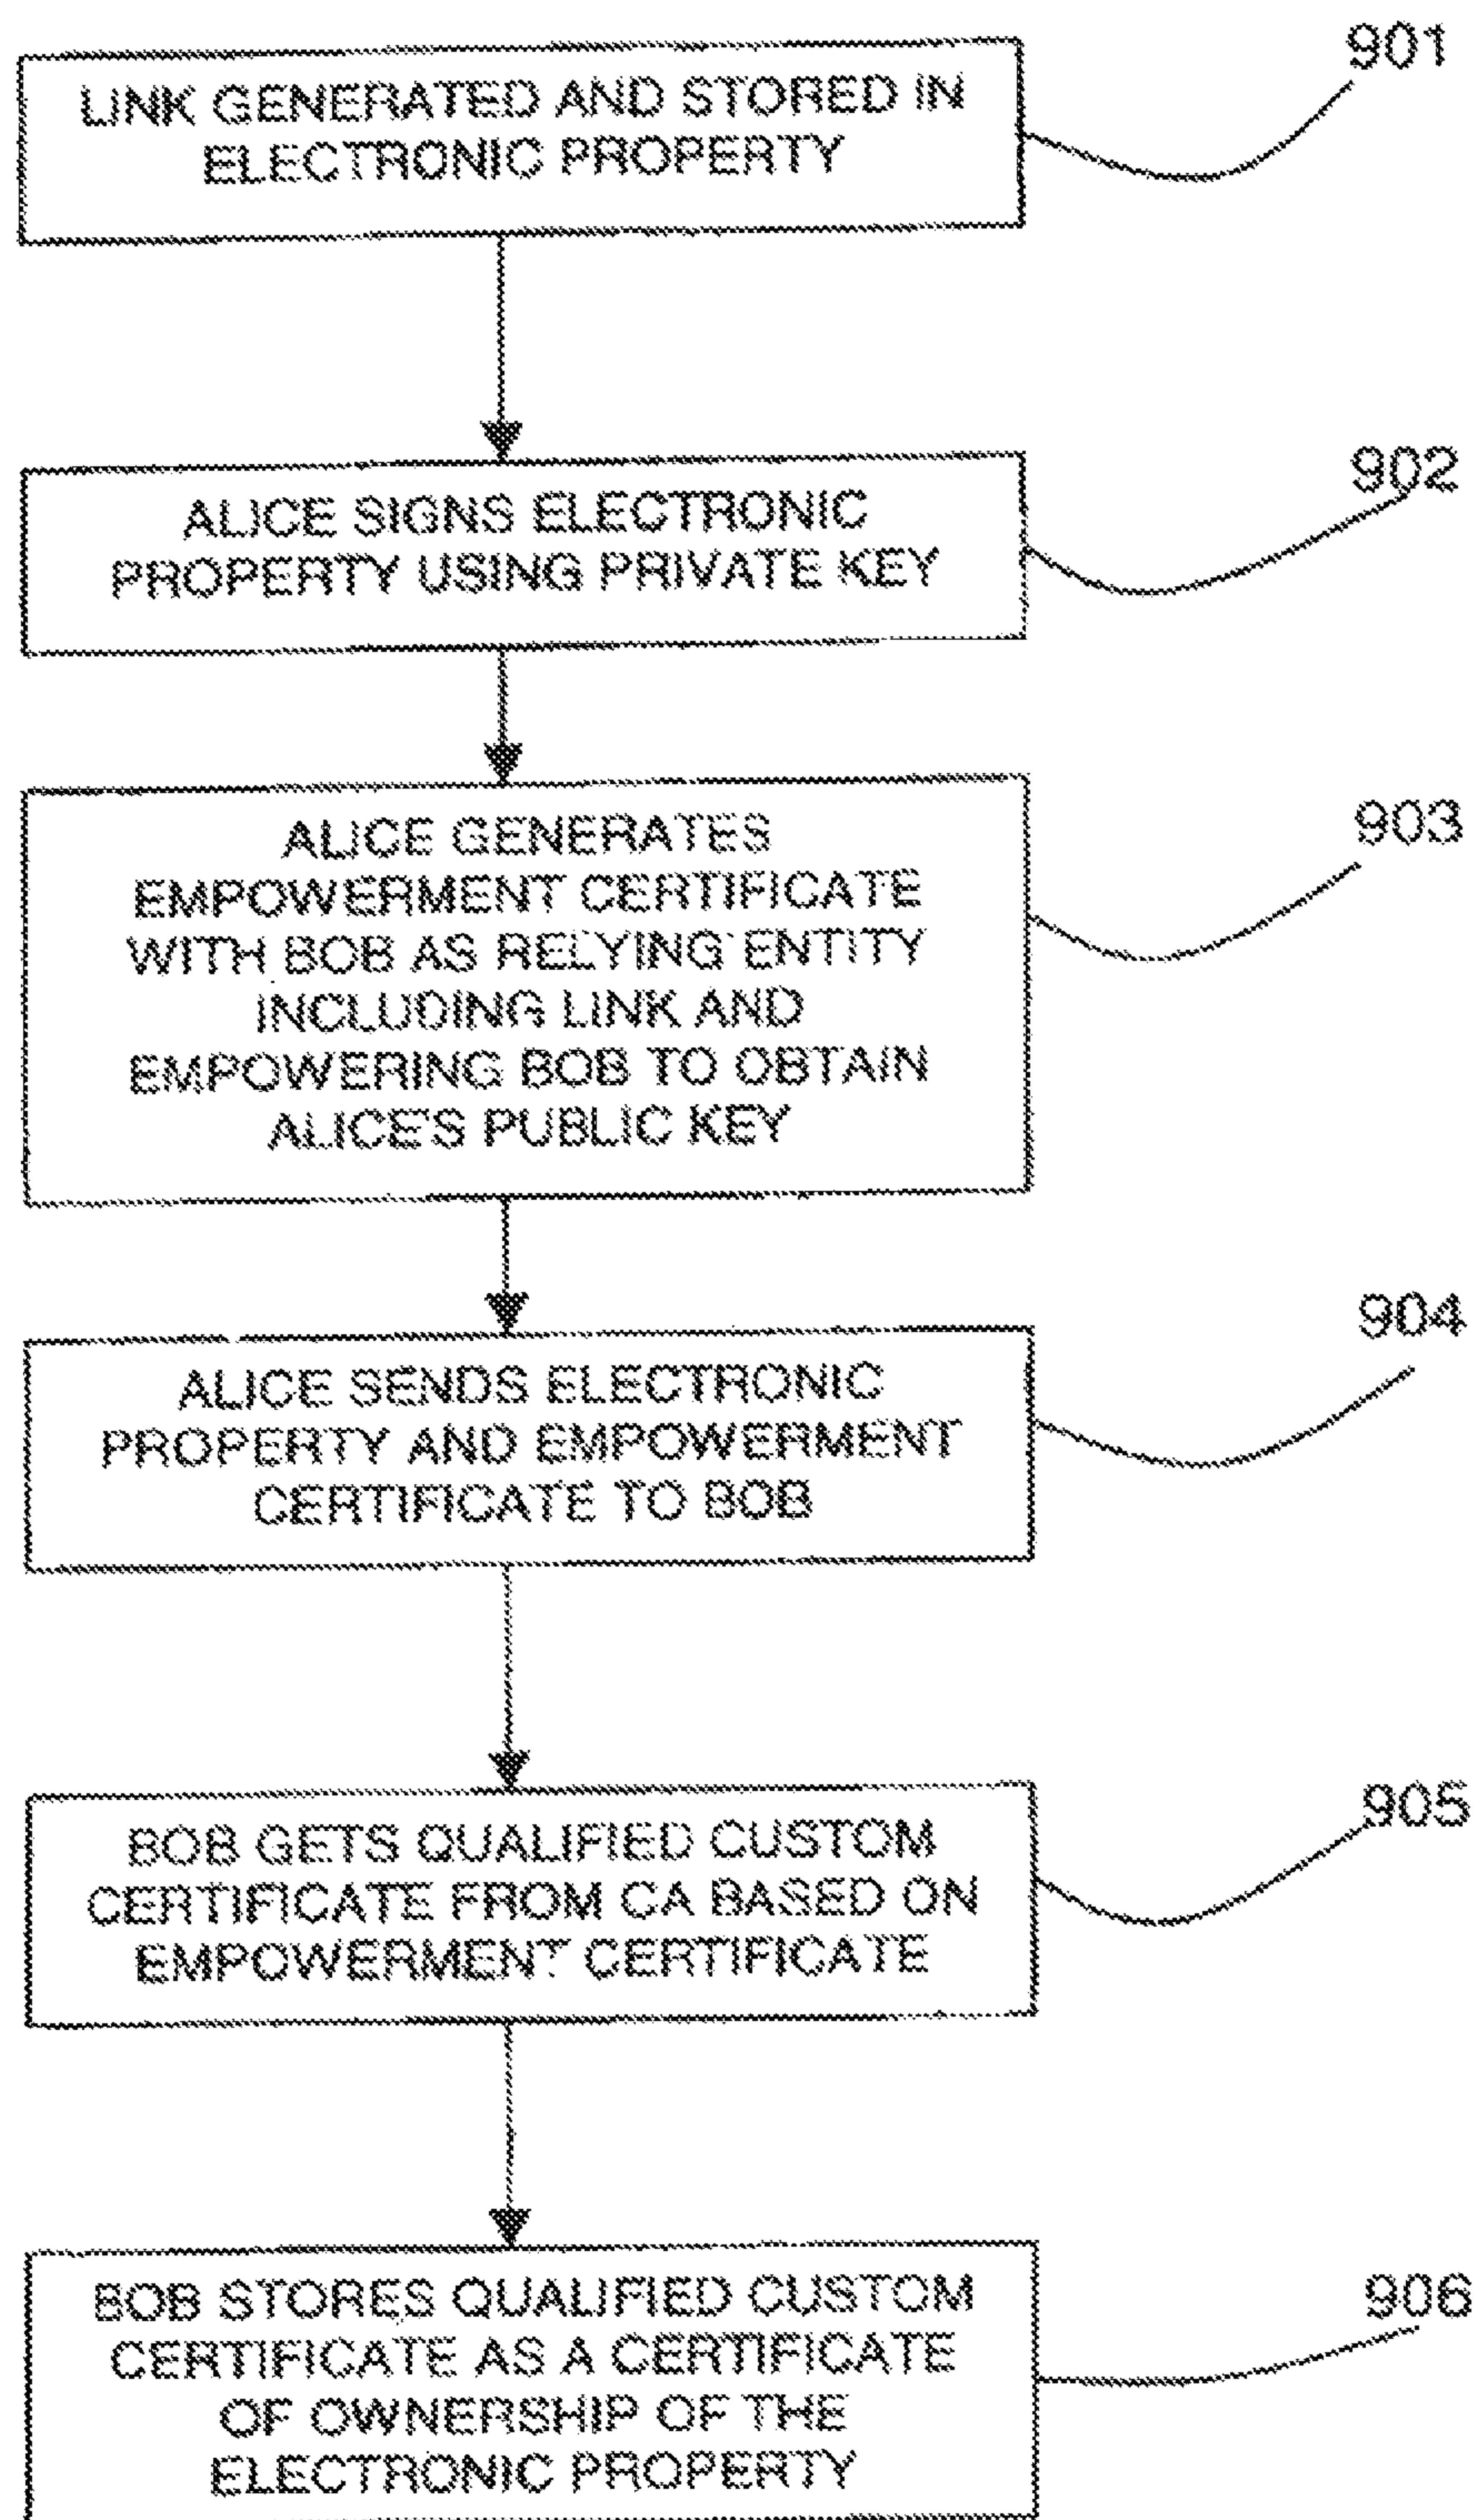 901
LINK GENERATED AND STORED IN
ELECTRONIC PROPERTY
902
ALICE SIGNS ELECTRONIC
PROPERTY USING PRIVATE KEY
903
ALICE GENERATES
EMPOWERMENT CERTIFICATE
WITH BOB AS RELYING ENTITY
INCLUDING LINK AND
EMPOWERING BOB TO OBTAIN
ALICE'S PUBLIC KEY
904
ALICE SENDS ELECTRONIC
PROPERTY AND EMPOWERMENT
CERTIFICATE TO BOB
905
BOB GETS QUALIFIED CUSTOM
CERTIFICATE FROM CA BASED ON
EMPOWERMENT CERTIFICATE
906
BOB STORES QUALIFIED CUSTOM
CERTIFICATE AS A CERTIFICATE
OF OWNERSHIP OF THE
ELECTRONIC PROPERTY